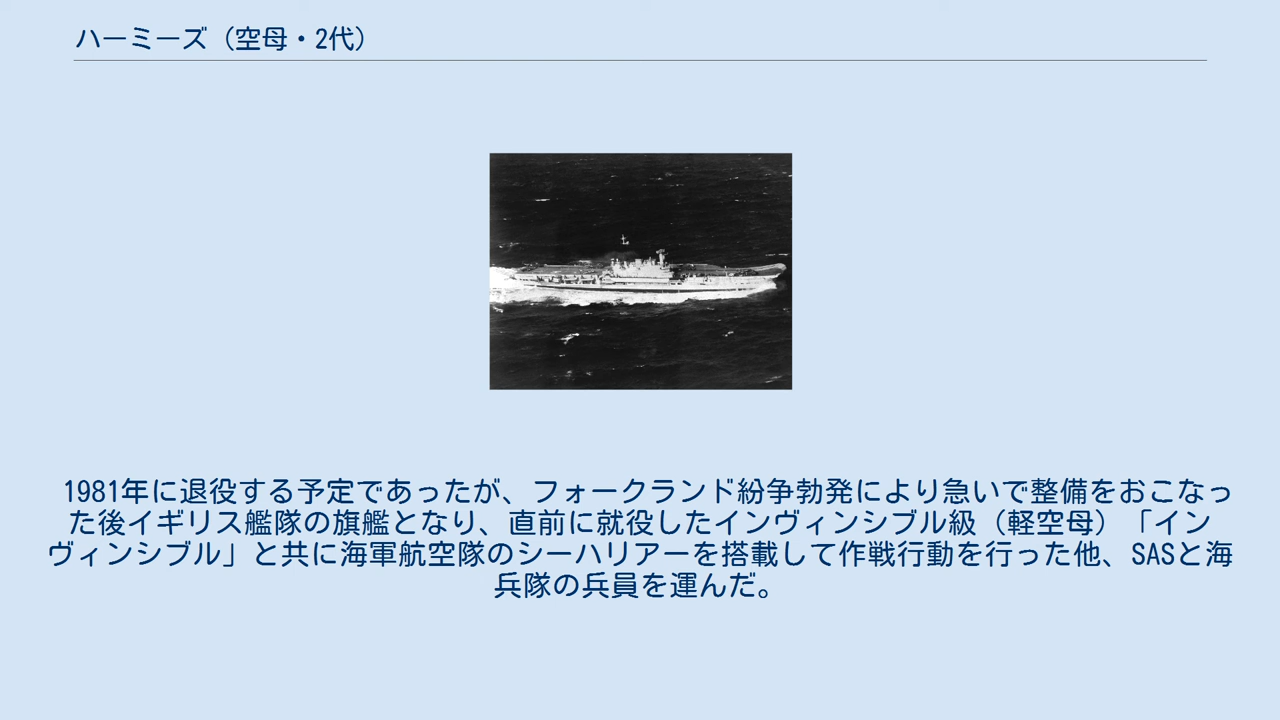 ハーミーズ（空母・2代）
1981年に退役する予定であったが、フォークランド紛争勃発により急いで整備をおこなっ
た後イギリス艦隊の旗艦となり、直前に就役したインヴィンシブル級（軽空母）「イン
ヴィンシブル」と共に海軍航空隊のシーハリアーを搭載して作戦行動を行った他、SASと海
兵隊の兵員を運んだ。